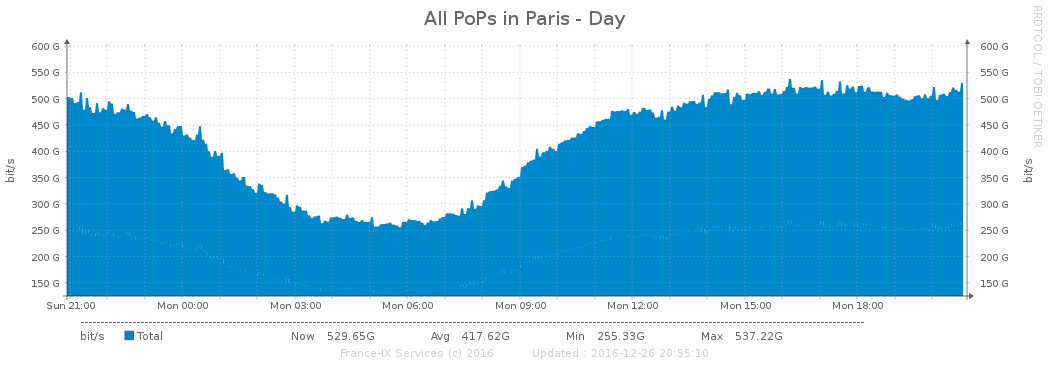 All PoPs in Paris - Day
RRDTOOL / TOBI OETIKER
600 G 600 G
550 G 550 G
500 G 500 G
450 G 450 G
400 G 400 G
350 G 350 G
300 G 300 G
250 G 250 G
200 G 200 G
150 G 150 G
bit/s
bit/s
Sun 21:00 Mon 00:00 Mon 03:00 Mon 06:00 Mon 09:00 Mon 12:00 Mon 15:00 Mon 18:00
bit/s Total Now 529.65G Avg 417.62G Min 255.33G Max 537.22G
France-IX Services (c) 2016 Updated : 2016-12-26 20:55:10